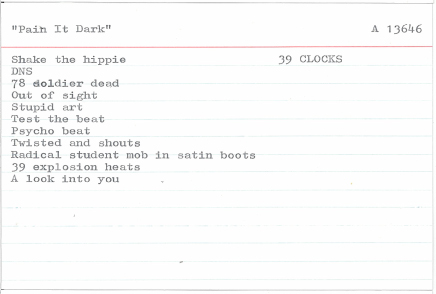 "Pain It Dark" A 13646
Shake the hippie 39 CLOCKS
DNS
78 doldier dead
Out of sight
Stupid art
Test the beat
Psycho beat
Twisted and shouts
Radical student mob in satin boots
39 explosion heats
A look into you